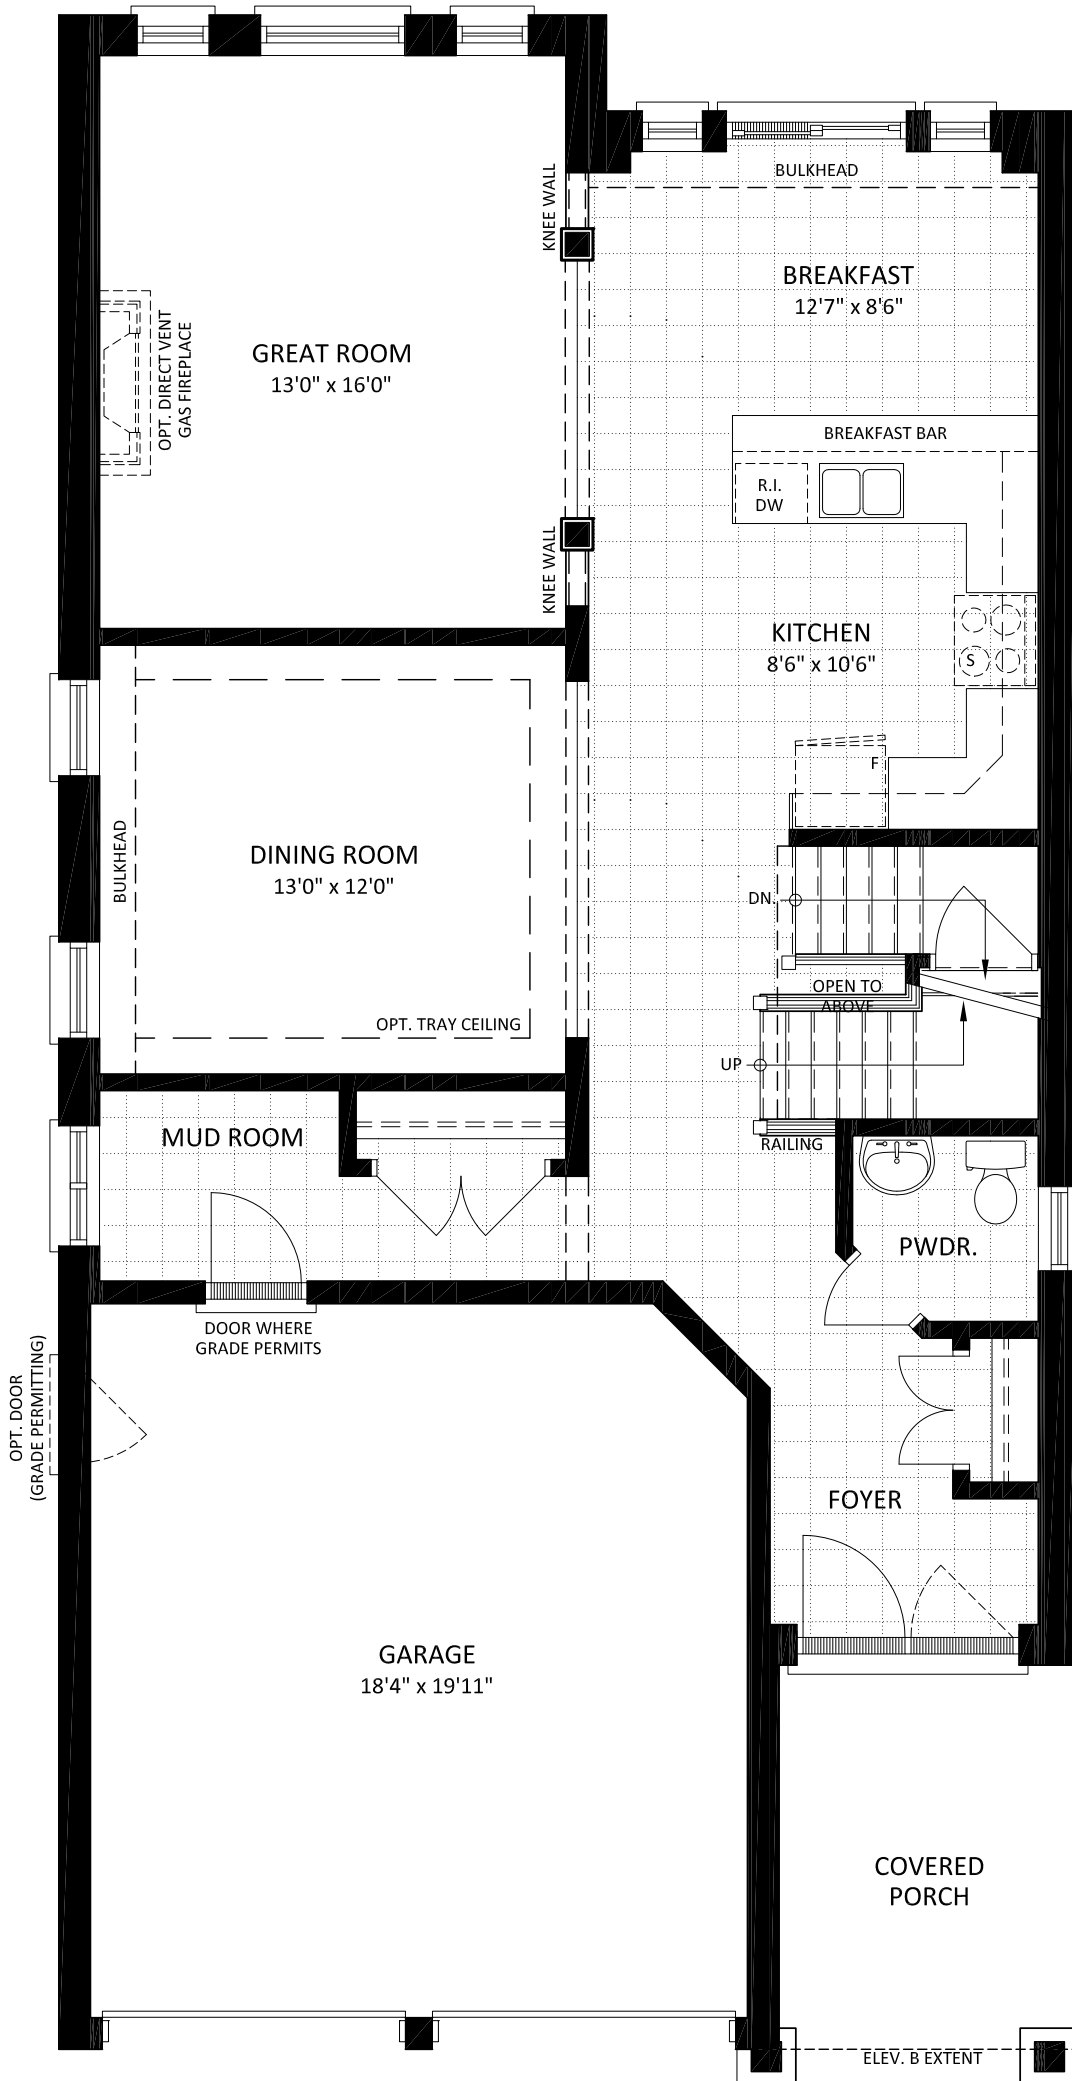 BULKHEAD
KNEE WALL
BREAKFAST
12'7" x 8'6"
GREAT ROOM
13'0" x 16'0"
OPT. DIRECT VENT
GAS FIREPLACE
BREAKFAST BAR
R.I.
DW
KNEE WALL
KITCHEN
8'6" x 10'6"
S
F
BULKHEAD
DINING ROOM
13'0" x 12'0"
DN.
OPEN TO
ABOVE
OPT. TRAY CEILING
UP
RAILING
MUD ROOM
PWDR.
DOOR WHERE
GRADE PERMITS
OPT. DOOR
(GRADE PERMITTING)
FOYER
GARAGE
18'4" x 19'11"
COVERED
PORCH
ELEV. B EXTENT